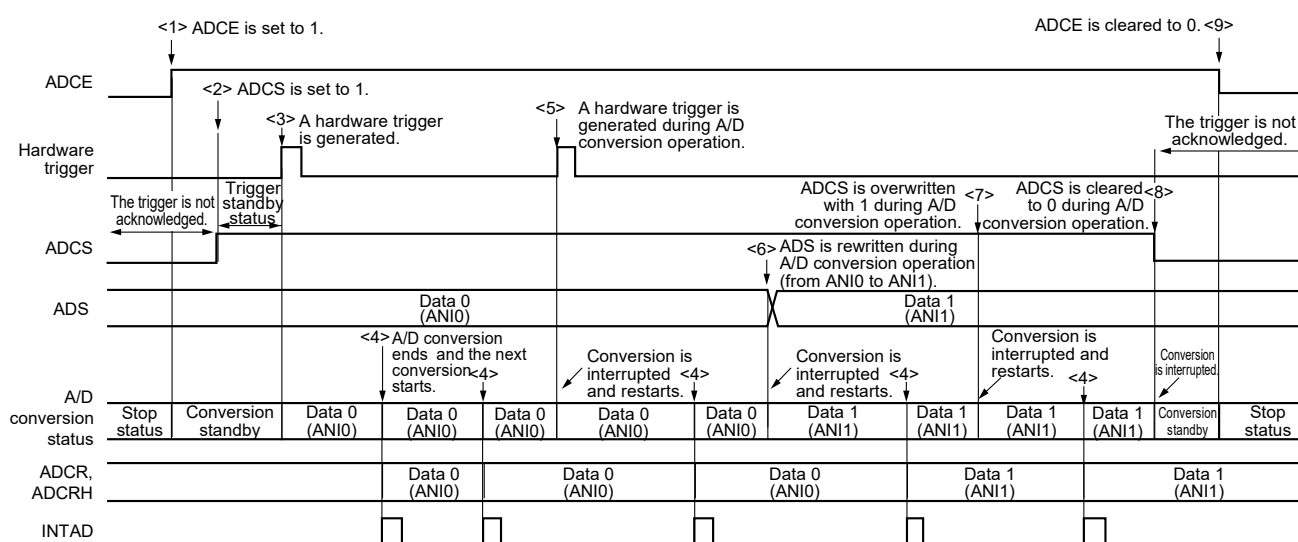 <1> ADCE is set to 1.
ADCE is cleared to 0. <9>
ADCE
<2> ADCS is set to 1.
<3> A hardware trigger
is generated.
<5> A hardware trigger is
generated during A/D
conversion operation.
The trigger is not
acknowledged.
Hardware
trigger
The trigger is not
acknowledged.
Trigger
standby
status
ADCS is overwritten
with 1 during A/D
conversion operation.
<7>
ADCS is cleared
to 0 during A/D
conversion operation.
<8>
ADCS
<6> ADS is rewritten during
A/D conversion operation
(from ANI0 to ANI1).
ADS
Data 0
(ANI0)
Data 1
(ANI1)
<4> A/D conversion
ends and the next
conversion
starts.
<4>
Conversion is
interrupted
and restarts.
<4>
Conversion is
interrupted
and restarts.
<4>
Conversion is
interrupted and
restarts.
<4>
Conversion
is interrupted.
A/D
conversion
status
Stop
status
Conversion
standby
Data 0
(ANI0)
Data 0
(ANI0)
Data 0
(ANI0)
Data 0
(ANI0)
Data 0
(ANI0)
Data 1
(ANI1)
Data 1
(ANI1)
Data 1
(ANI1)
Data 1
(ANI1)
Conversion
standby
Stop
status
ADCR,
ADCRH
Data 0
(ANI0)
Data 0
(ANI0)
Data 0
(ANI0)
Data 1
(ANI1)
Data 1
(ANI1)
INTAD